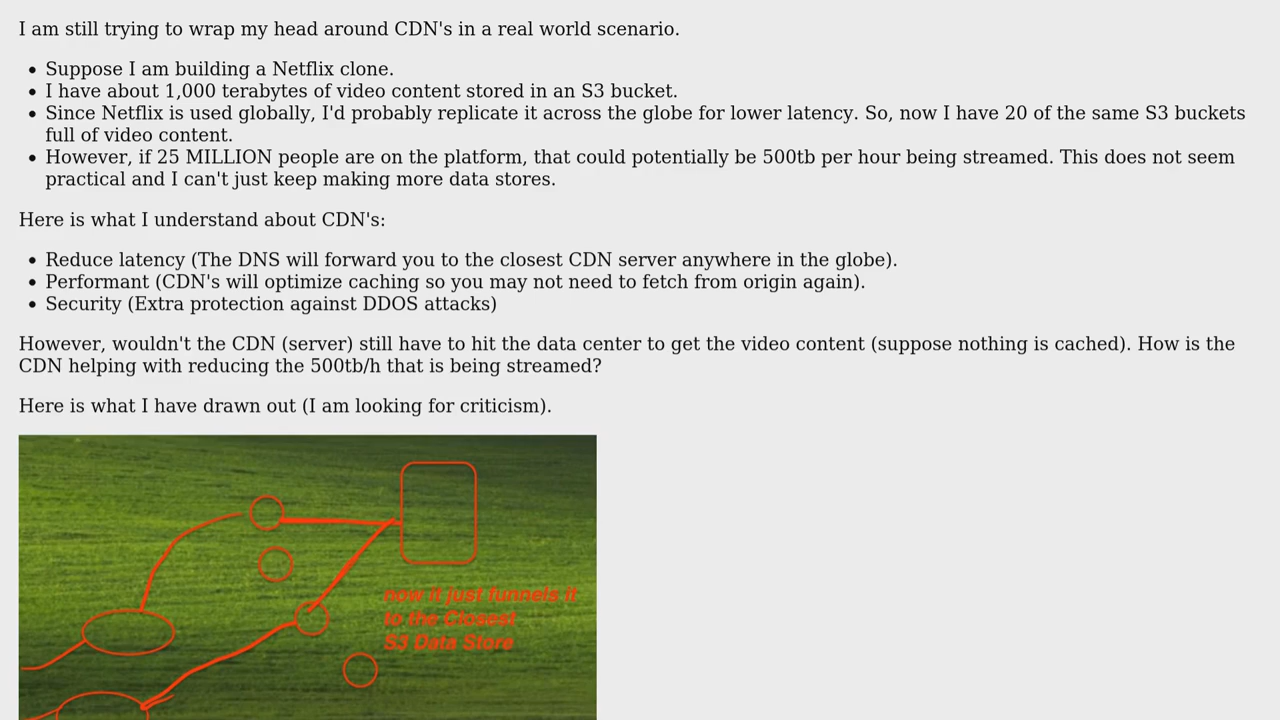 I am still trying to wrap my head around CDN's in a real world scenario.
Suppose I am building a Netflix clone.
I have about 1,000 terabytes of video content stored in an S3 bucket.
Since Netflix is used globally, I'd probably replicate it across the globe for lower latency. So, now I have 20 of the same S3 buckets
full of video content.
However, if 25 MILLION people are on the platform, that could potentially be 500tb per hour being streamed. This does not seem
practical and I can't just keep making more data stores.
Here is what I understand about CDN's:
Reduce latency (The DNS will forward you to the closest CDN server anywhere in the globe).
Performant (CDN's will optimize caching so you may not need to fetch from origin again).
Security (Extra protection against DDOS attacks)
However, wouldn't the CDN (server) still have to hit the data center to get the video content (suppose nothing is cached). How is the
CDN helping with reducing the 500tb/h that is being streamed?
Here is what I have drawn out (I am looking for criticism).
now it just funnels it
to the Closest
S3 Data Store